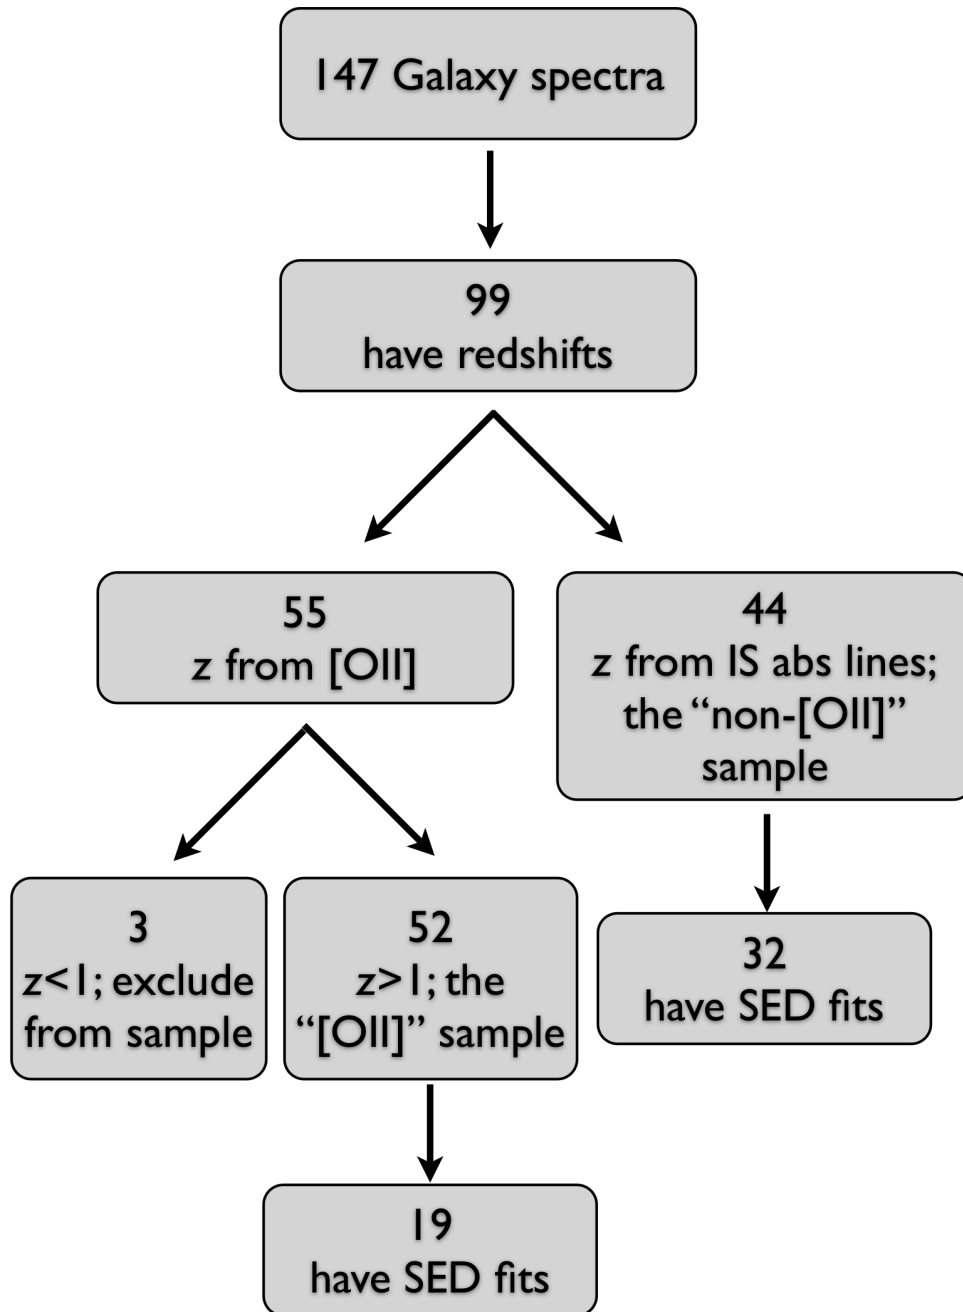 147 Galaxy spectra
99
have redshifts
55
z from [OII]
44
z from IS abs lines;
the “non-[OII]”
sample
3
z<1; exclude
from sample
52
z>1; the
“[OII]” sample
32
have SED fits
19
have SED fits